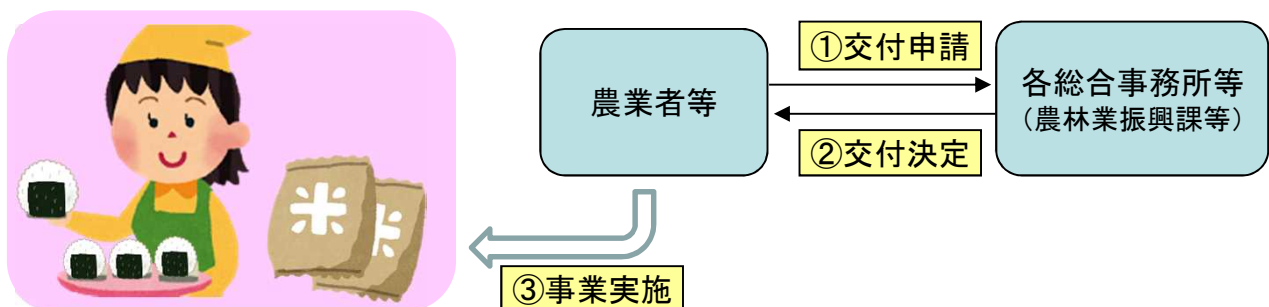 農業者等
①交付申請
②交付決定
各総合事務所等
（農林業振興課等）
米
米
③事業実施